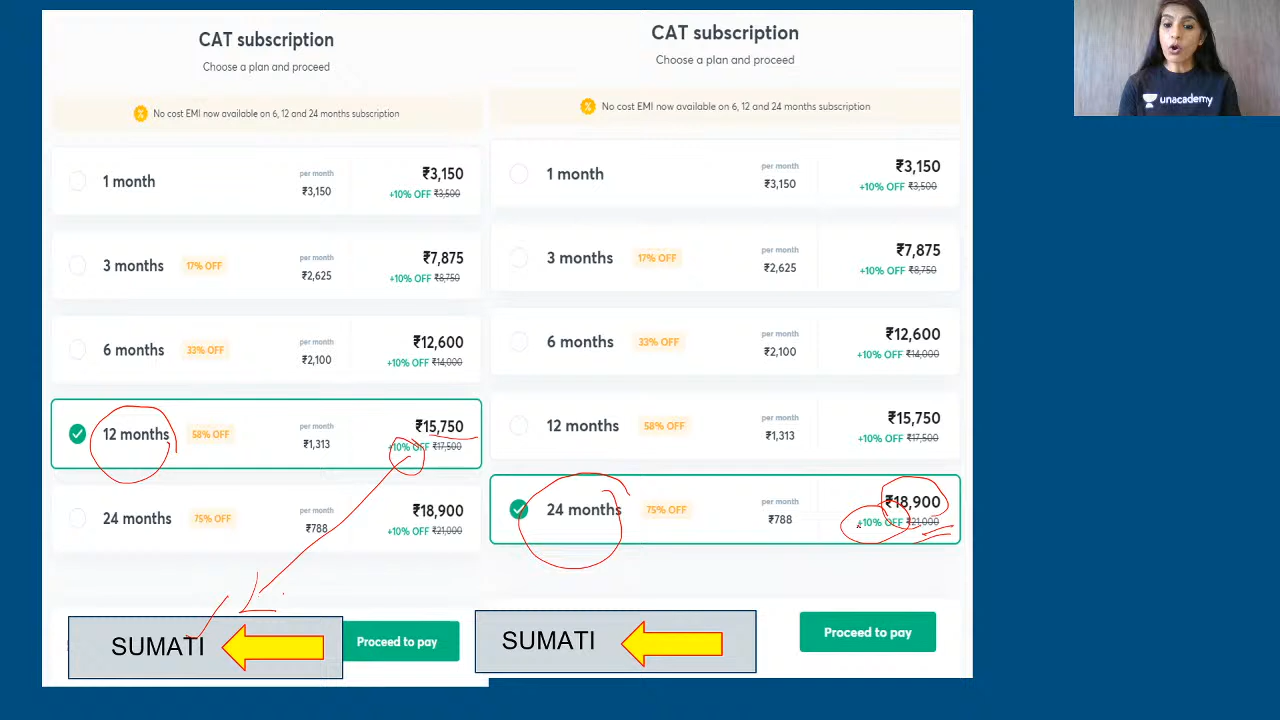 CAT subscription
Choose a plan and proceed
No cost EMI now available on 6, 12 and 24 months subscription
1 month
per month
₹3,150
₹3,150
+10% OFF ₹3,500
3 months 17% OFF
per month
₹2,625
₹7,875
+10% OFF ₹8,750
6 months 33% OFF
per month
₹2,100
₹12,600
+10% OFF ₹14,000
12 months 58% OFF
per month
₹1,313
₹15,750
+10% OFF ₹17,500
24 months 75% OFF
per month
₹788
₹18,900
+10% OFF ₹21,000
SUMATI
Proceed to pay
CAT subscription
Choose a plan and proceed
No cost EMI now available on 6, 12 and 24 months subscription
1 month
per month
₹3,150
₹3,150
+10% OFF ₹3,500
3 months 17% OFF
per month
₹2,625
₹7,875
+10% OFF ₹8,750
6 months 33% OFF
per month
₹2,100
₹12,600
+10% OFF ₹14,000
12 months 58% OFF
per month
₹1,313
₹15,750
+10% OFF ₹17,500
24 months 75% OFF
per month
₹788
₹18,900
+10% OFF ₹21,000
SUMATI
Proceed to pay
unacademy